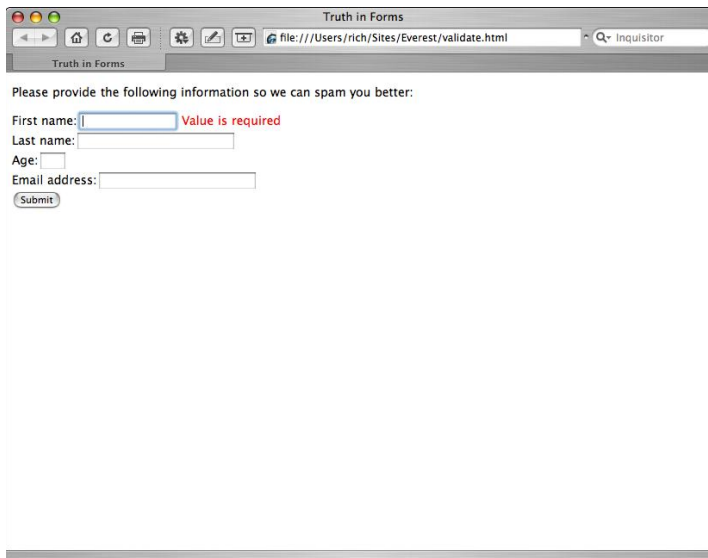 Truth in Forms
file:///Users/rich/Sites/Everest/validate.html
Inquisitor
Truth in Forms
Please provide the following information so we can spam you better:
First name: Value is required
Last name:
Age:
Email address:
Submit